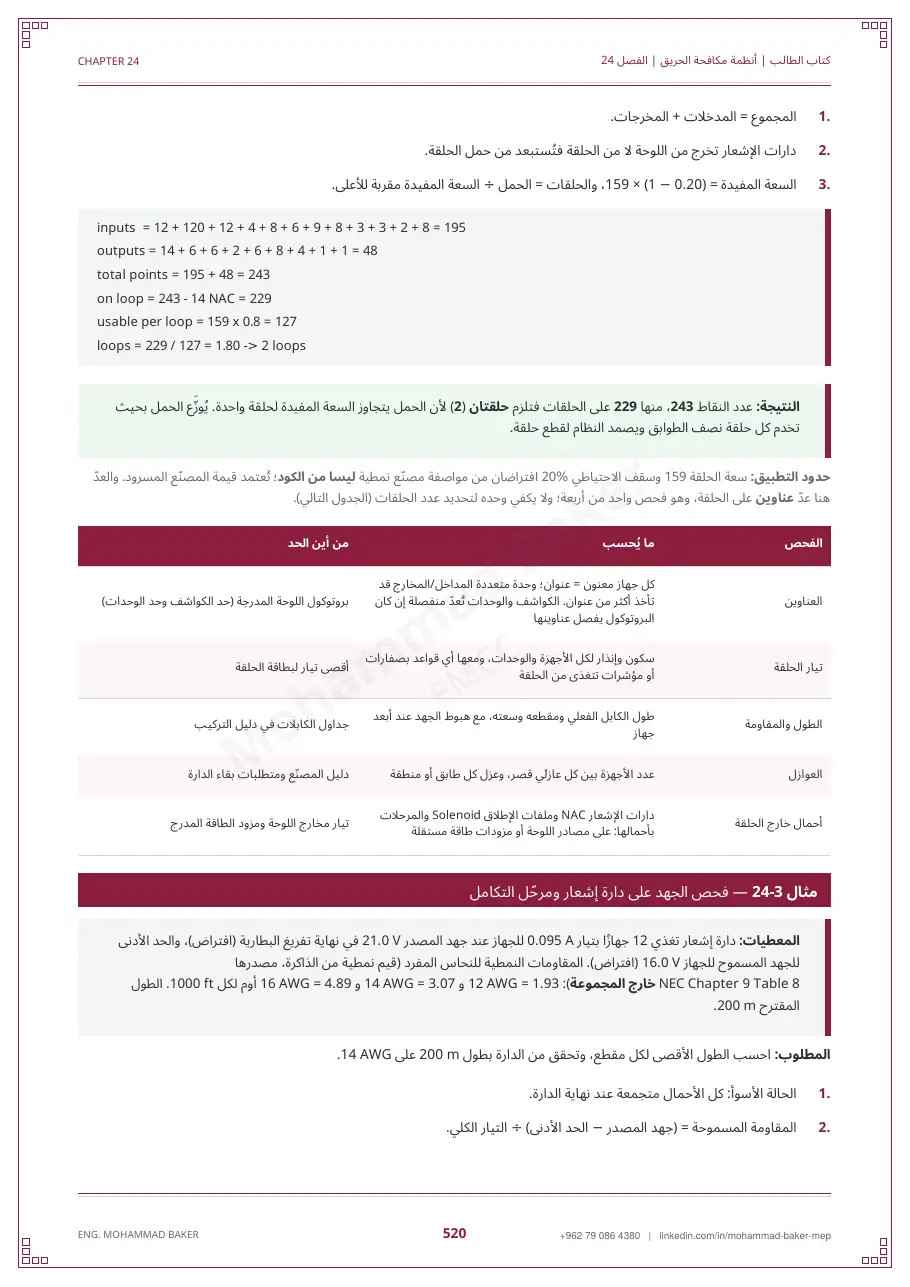 CHAPTER 24
كتاب الطالب | أنظمة مكافحة الحريق | الفصل 24
1. المجموع = المدخلات + المخرجات.
2. دارات الإشعار تخرج من اللوحة لا من الحلقة فتُستبعد من حمل الحلقة.
3. السعة المفيدة = 159 × (1 − 0.20)، والحلقات = الحمل ÷ السعة المفيدة مقربة للأعلى.
inputs = 12 + 120 + 12 + 4 + 8 + 6 + 9 + 8 + 3 + 3 + 2 + 8 = 195
outputs = 14 + 6 + 6 + 2 + 6 + 8 + 4 + 1 + 1 = 48
total points = 195 + 48 = 243
on loop = 243 - 14 NAC = 229
usable per loop = 159 x 0.8 = 127
loops = 229 / 127 = 1.80 -> 2 loops
النتيجة: عدد النقاط 243، منها 229 على الحلقات فتلزم حلقتان (2) لأن الحمل يتجاوز السعة المفيدة لحلقة واحدة. يُوزَّع الحمل بحيث
تخدم كل حلقة نصف الطوابق ويصمد النظام لقطع حلقة.
حدود التطبيق: سعة الحلقة 159 وسقف الاحتياطي 20% افتراضان من مواصفة مصنّع نمطية ليسا من الكود؛ تُعتمد قيمة المصنّع المسرود. والعدّ
هنا عدّ عناوين على الحلقة، وهو فحص واحد من أربعة؛ ولا يكفي وحده لتحديد عدد الحلقات (الجدول التالي).
الفحص ما يُحسب من أين الحد
العناوين كل جهاز معنون = عنوان؛ وحدة متعددة المداخل/المخارج قد
تأخذ أكثر من عنوان. الكواشف والوحدات تُعدّ منفصلة إن كان
البروتوكول يفصل عناوينها بروتوكول اللوحة المدرجة (حد الكواشف وحد الوحدات)
تيار الحلقة سكون وإنذار لكل الأجهزة والوحدات، ومعها أي قواعد بصفارات
أو مؤشرات تتغذى من الحلقة أقصى تيار لبطاقة الحلقة
الطول والمقاومة طول الكابل الفعلي ومقطعه وسعته، مع هبوط الجهد عند أبعد
جهاز جداول الكابلات في دليل التركيب
العوازل عدد الأجهزة بين كل عازلي قصر، وعزل كل طابق أو منطقة دليل المصنّع ومتطلبات بقاء الدارة
أحمال خارج الحلقة دارات الإشعار NAC وملفات الإطلاق Solenoid والمرحلات
بأحمالها: على مصادر اللوحة أو مزودات طاقة مستقلة تيار مخارج اللوحة ومزود الطاقة المدرج
مثال 3-24 — فحص الجهد على دارة إشعار ومرحّل التكامل
المعطيات: دارة إشعار تغذي 12 جهازًا بتيار 0.095 A للجهاز عند جهد المصدر 21.0 V في نهاية تفريغ البطارية (افتراض)، والحد الأدنى
للجهد المسموح للجهاز 16.0 V (افتراض). المقاومات النمطية للنحاس المفرد (قيم نمطية من الذاكرة، مصدرها
NEC Chapter 9 Table 8 خارج المجموعة): 12 AWG = 1.93 و 14 AWG = 3.07 و 16 AWG = 4.89 أوم لكل 1000 ft. الطول
المقترح 200 m.
المطلوب: احسب الطول الأقصى لكل مقطع، وتحقق من الدارة بطول 200 m على 14 AWG.
1. الحالة الأسوأ: كل الأحمال متجمعة عند نهاية الدارة.
2. المقاومة المسموحة = (جهد المصدر − الحد الأدنى) ÷ التيار الكلي.
Mohammad Baker
EMC
ENG. MOHAMMAD BAKER
520
+962 79 086 4380 | linkedin.com/in/mohammad-baker-mep